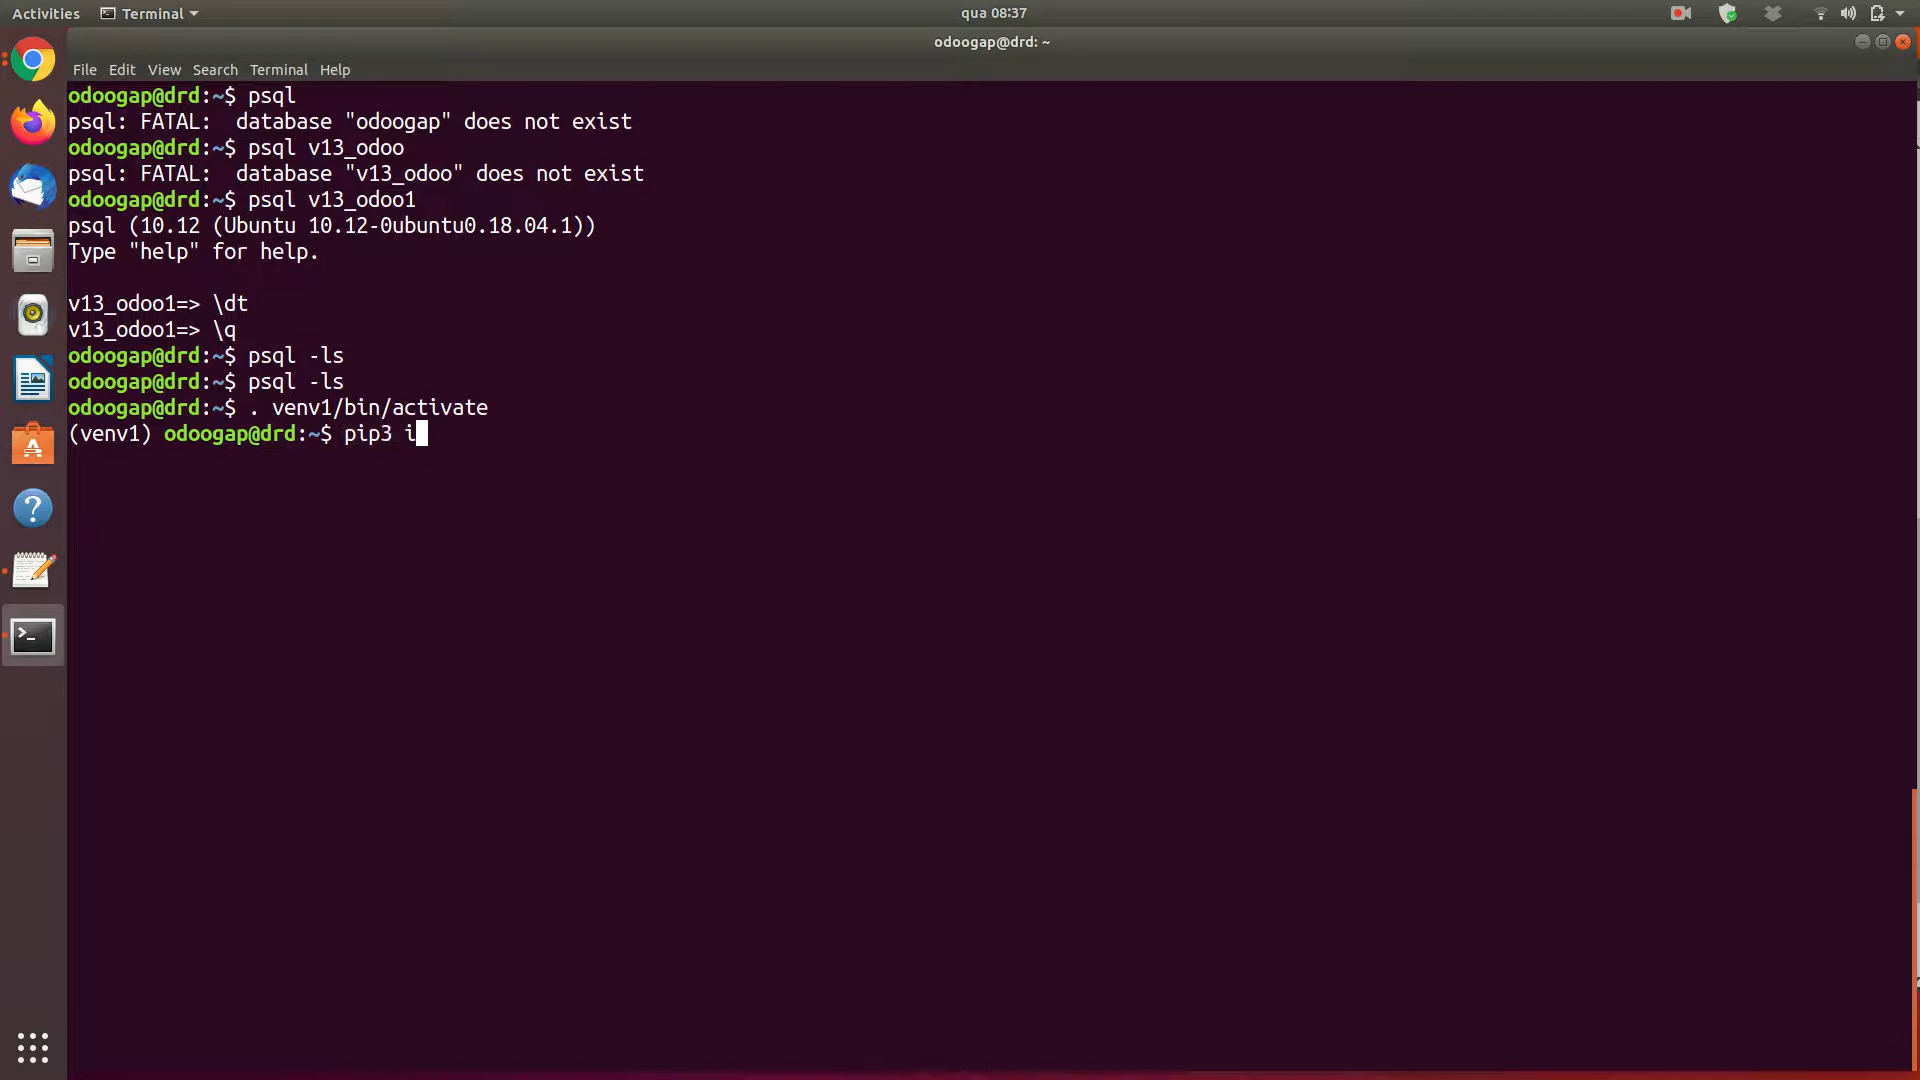 Activities Terminal qua 08:37
odoogap@drd: ~
File Edit View Search Terminal Help
odoogap@drd:~$ psql
psql: FATAL:  database "odoogap" does not exist
odoogap@drd:~$ psql v13_odoo
psql: FATAL:  database "v13_odoo" does not exist
odoogap@drd:~$ psql v13_odoo1
psql (10.12 (Ubuntu 10.12-0ubuntu0.18.04.1))
Type "help" for help.
v13_odoo1=> \dt
v13_odoo1=> \q
odoogap@drd:~$ psql -ls
odoogap@drd:~$ psql -ls
odoogap@drd:~$ . venv1/bin/activate
(venv1) odoogap@drd:~$ pip3 i